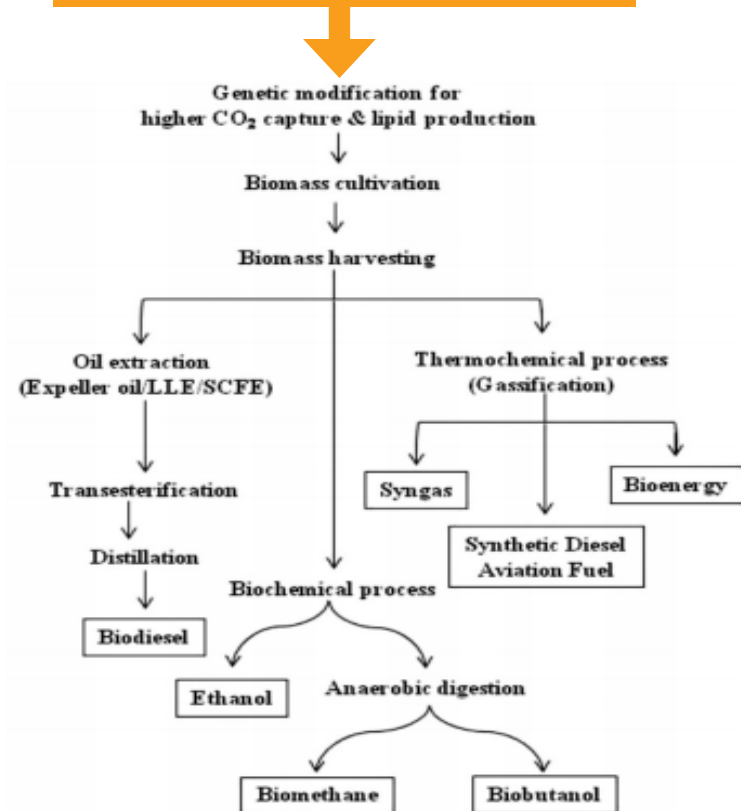 Genetic modification for
higher CO₂ capture & lipid production
Biomass cultivation
Biomass harvesting
Oil extraction
(Expeller oil/LLE/SCFE)
Thermochemical process
(Gassification)
Syngas
Bioenergy
Transesterification
Synthetic Diesel
Aviation Fuel
Distillation
Biochemical process
Biodiesel
Ethanol
Anaerobic digestion
Biomethane
Biobutanol